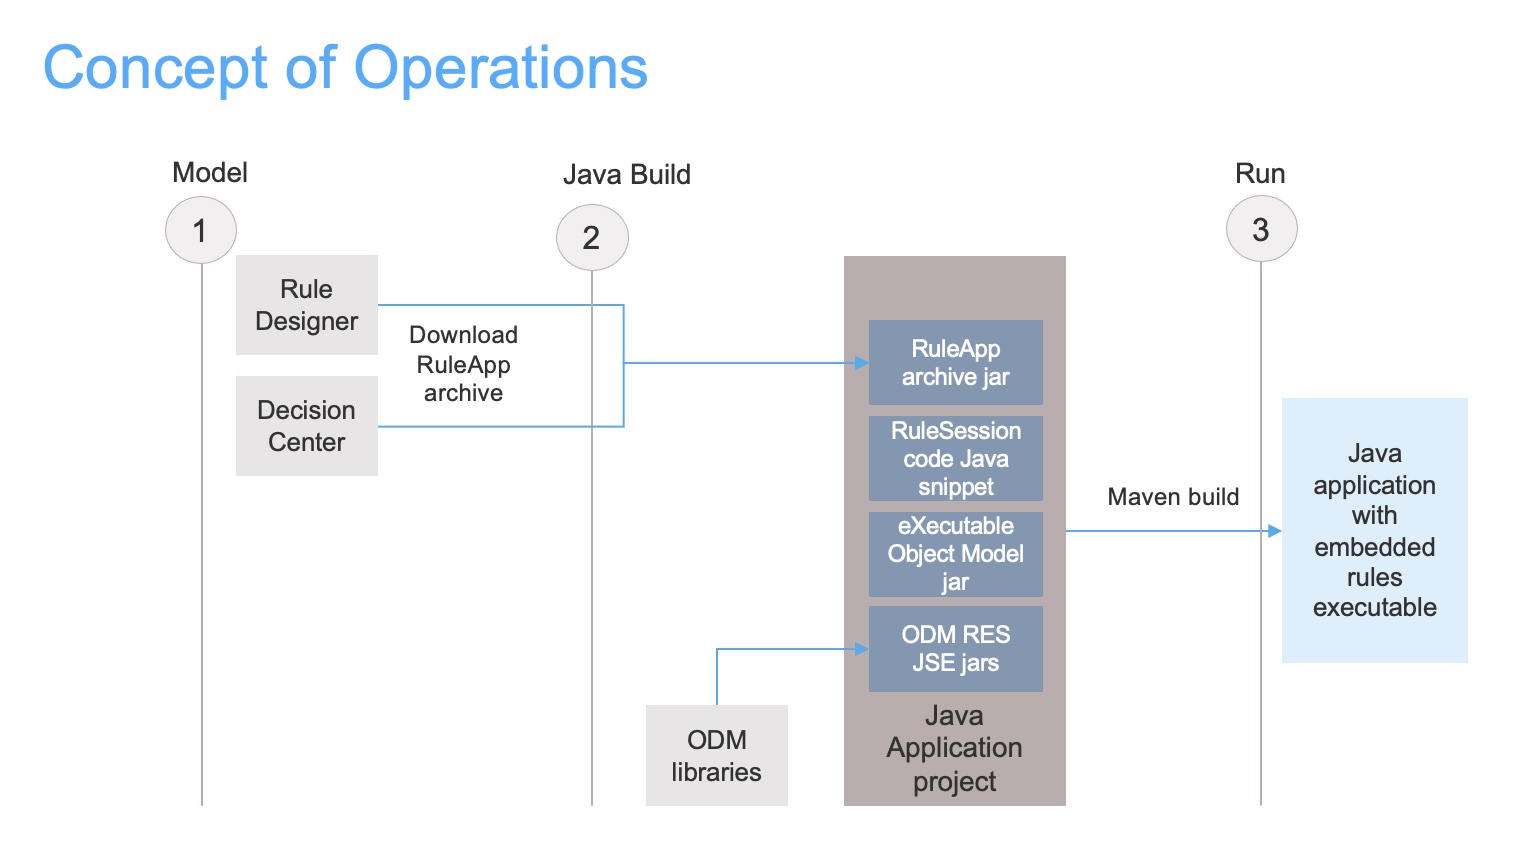 Concept of Operations
Model
Java Build
Run
1
2
3
Rule
Designer
Download
RuleApp
archive
Decision
Center
RuleApp
archive jar
RuleSession
code Java
snippet
eXecutable
Object Model
jar
ODM RES
JSE jars
Java
Application
project
ODM
libraries
Maven build
Java
application
with
embedded
rules
executable